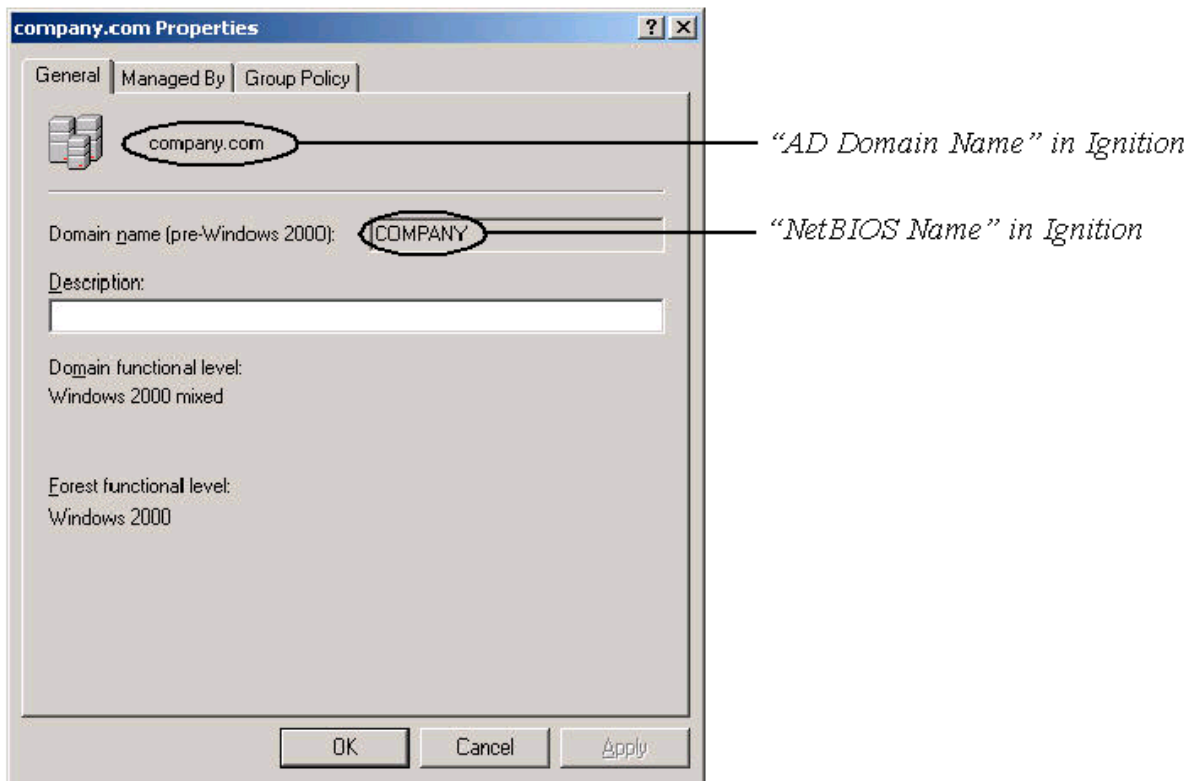 company.com Properties
General
Managed By
Group Policy
company.com
“AD Domain Name” in Ignition
Domain name (pre-Windows 2000):
COMPANY
“NetBIOS Name” in Ignition
Description:
Domain functional level:
Windows 2000 mixed
Forest functional level:
Windows 2000
OK
Cancel
Apply